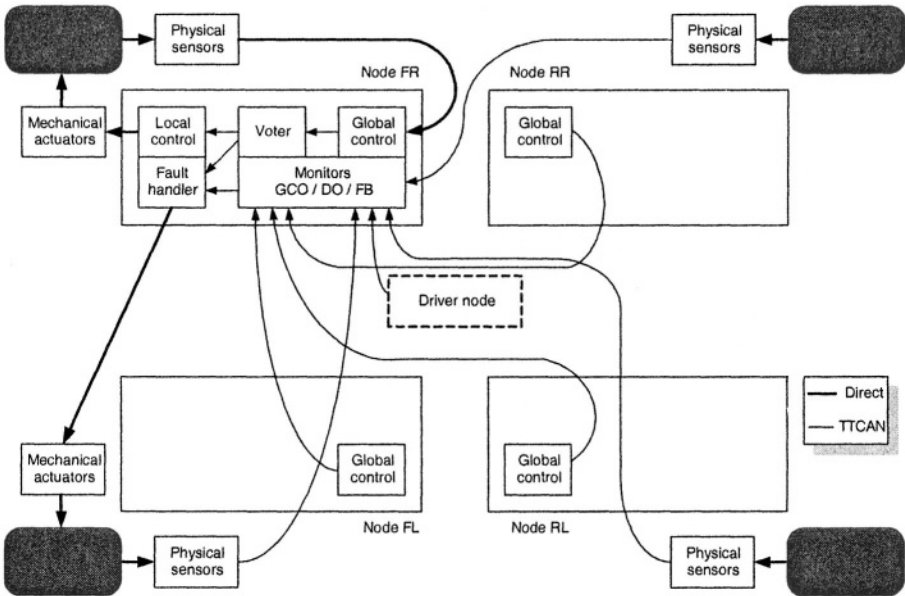 Physical
sensors
Physical
sensors
Node FR
Node RR
Mechanical
actuators
Local
control
Voter
Global
control
Global
control
Fault
handler
Monitors
GCO / DO / FB
Driver node
Direct
TTCAN
Mechanical
actuators
Global
control
Global
control
Node FL
Node RL
Physical
sensors
Physical
sensors